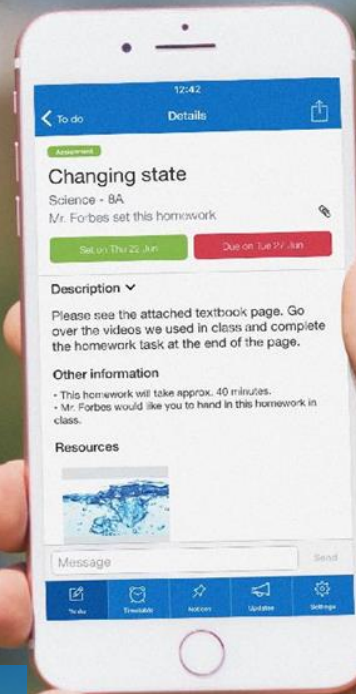 12:42
To do
Details
Assignment
Changing state
Science - 8A
Mr. Forbes set this homework
Set on Thu 22 Jun
Due on Tue 27 Jun
Description
Please see the attached textbook page. Go
over the videos we used in class and complete
the homework task at the end of the page.
Other information
• This homework will take approx. 40 minutes.
• Mr. Forbes would like you to hand in this homework in
class.
Resources
Message
Send
To do
Timetable
Notices
Updates
Settings